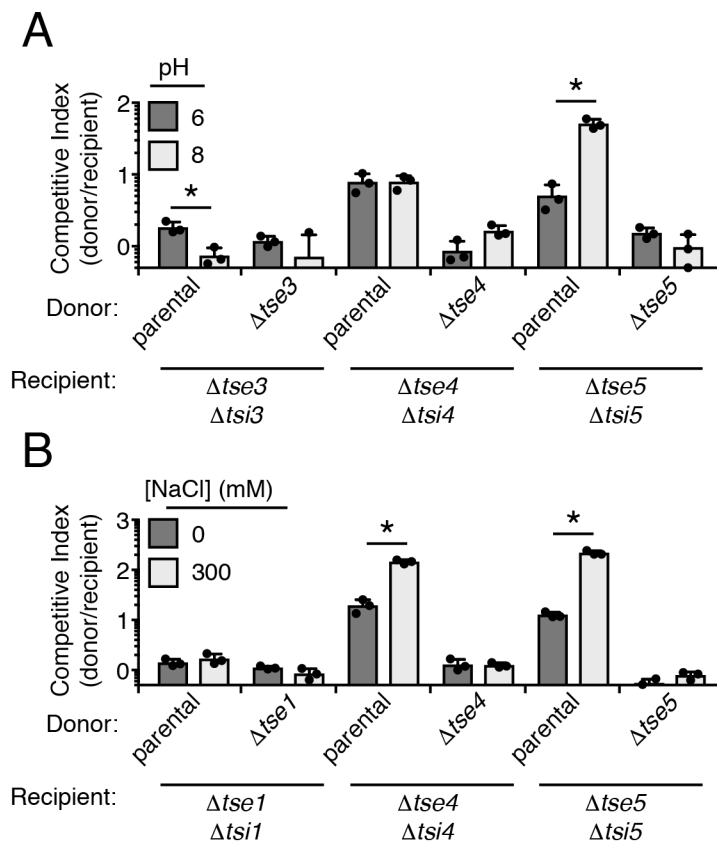 A
pH
6
8
Competitive Index
(donor/recipient)
2
1
0
*
*
Donor:
parental
Δtse3
parental
Δtse4
parental
Δtse5
Recipient:
Δtse3
Δtsi3
Δtse4
Δtsi4
Δtse5
Δtsi5
B
[NaCl] (mM)
0
300
Competitive Index
(donor/recipient)
3
2
1
0
*
*
Donor:
parental
Δtse1
parental
Δtse4
parental
Δtse5
Recipient:
Δtse1
Δtsi1
Δtse4
Δtsi4
Δtse5
Δtsi5